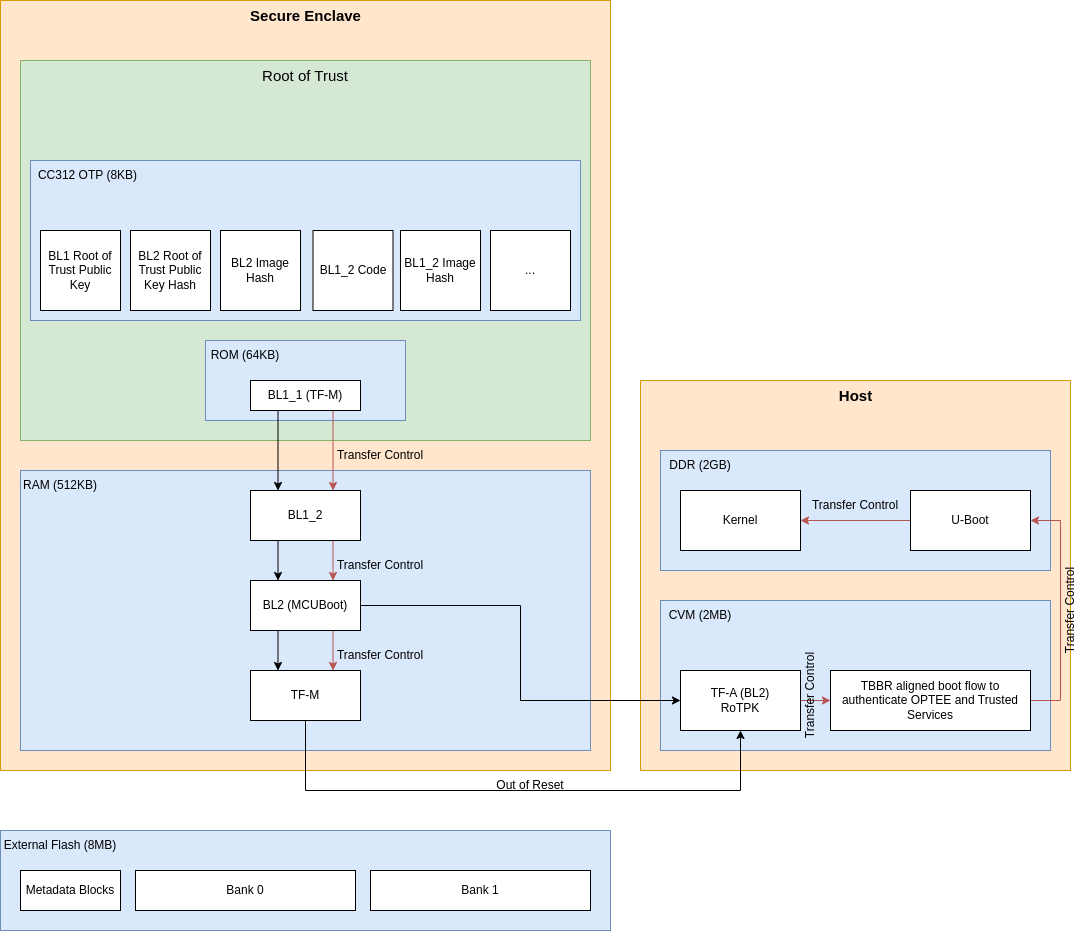 Secure Enclave
Root of Trust
CC312 OTP (8KB)
BL1 Root of
Trust Public
Key
BL2 Root of
Trust Public
Key Hash
BL2 Image
Hash
BL1_2 Code
BL1_2 Image
Hash
...
ROM (64KB)
BL1_1 (TF-M)
Transfer Control
RAM (512KB)
BL1_2
Transfer Control
BL2 (MCUBoot)
Transfer Control
TF-M
Out of Reset
Host
DDR (2GB)
Kernel
Transfer Control
U-Boot
Transfer Control
CVM (2MB)
TF-A (BL2)
RoTPK
Transfer Control
TBBR aligned boot flow to
authenticate OPTEE and Trusted
Services
External Flash (8MB)
Metadata Blocks
Bank 0
Bank 1